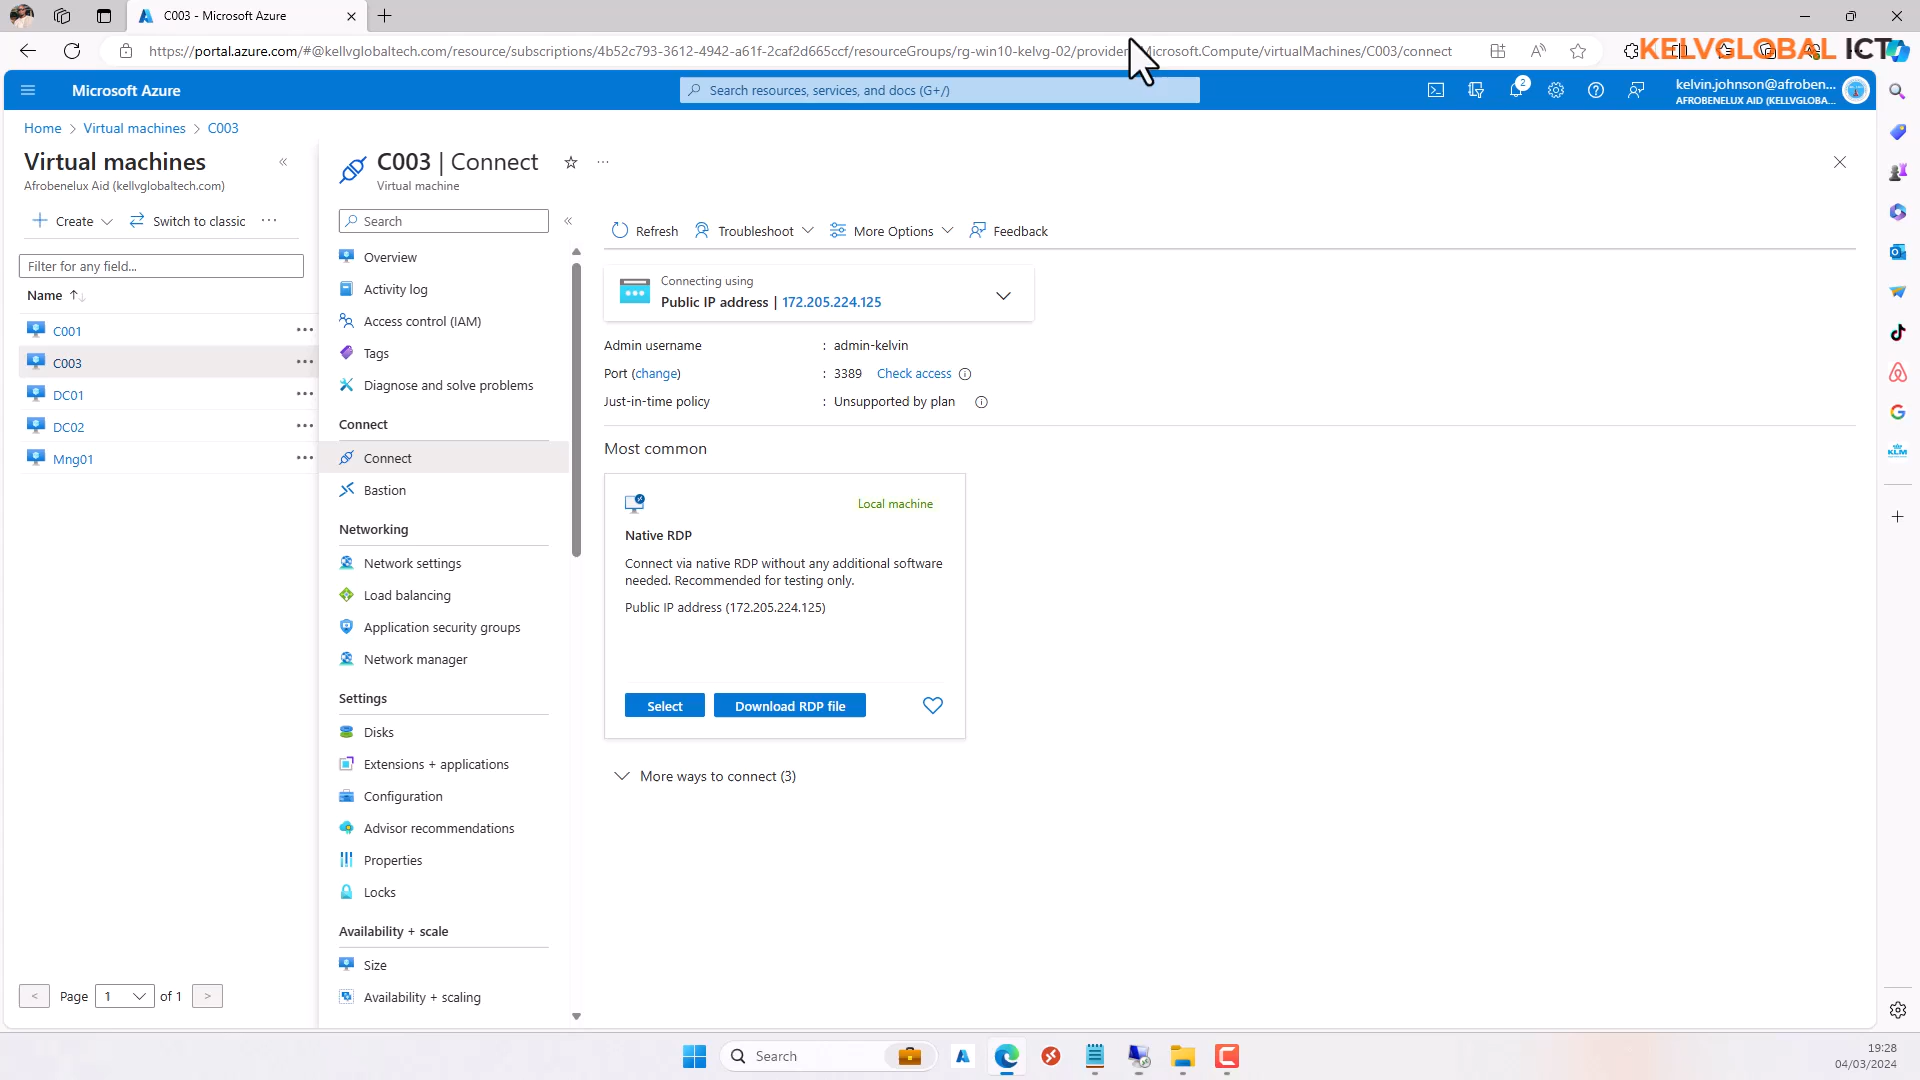 C003 - Microsoft Azure
https://portal.azure.com/#@kellvglobaltech.com/resource/subscriptions/4b52c793-3612-4942-a61f-2caf2d665ccf/resourceGroups/rg-win10-kelvg-02/provider Microsoft.Compute/virtualMachines/C003/connect
KELVGLOBAL ICT
Microsoft Azure
Search resources, services, and docs (G+/)
2
kelvin.johnson@afroben...
AFROBENELUX AID (KELLVGLOBA...
Home > Virtual machines > C003
Virtual machines
Afrobenelux Aid (kellvglobaltech.com)
Create
Switch to classic
Filter for any field...
Name
C001
C003
DC01
DC02
Mng01
< Page 1 of 1 >
C003 | Connect
Virtual machine
Search
Overview
Activity log
Access control (IAM)
Tags
Diagnose and solve problems
Connect
Connect
Bastion
Networking
Network settings
Load balancing
Application security groups
Network manager
Settings
Disks
Extensions + applications
Configuration
Advisor recommendations
Properties
Locks
Availability + scale
Size
Availability + scaling
Refresh
Troubleshoot
More Options
Feedback
Connecting using
Public IP address | 172.205.224.125
Admin username : admin-kelvin
Port (change) : 3389 Check access
Just-in-time policy : Unsupported by plan
Most common
Local machine
Native RDP
Connect via native RDP without any additional software
needed. Recommended for testing only.
Public IP address (172.205.224.125)
Select
Download RDP file
More ways to connect (3)
KLM
Search
19:28
04/03/2024